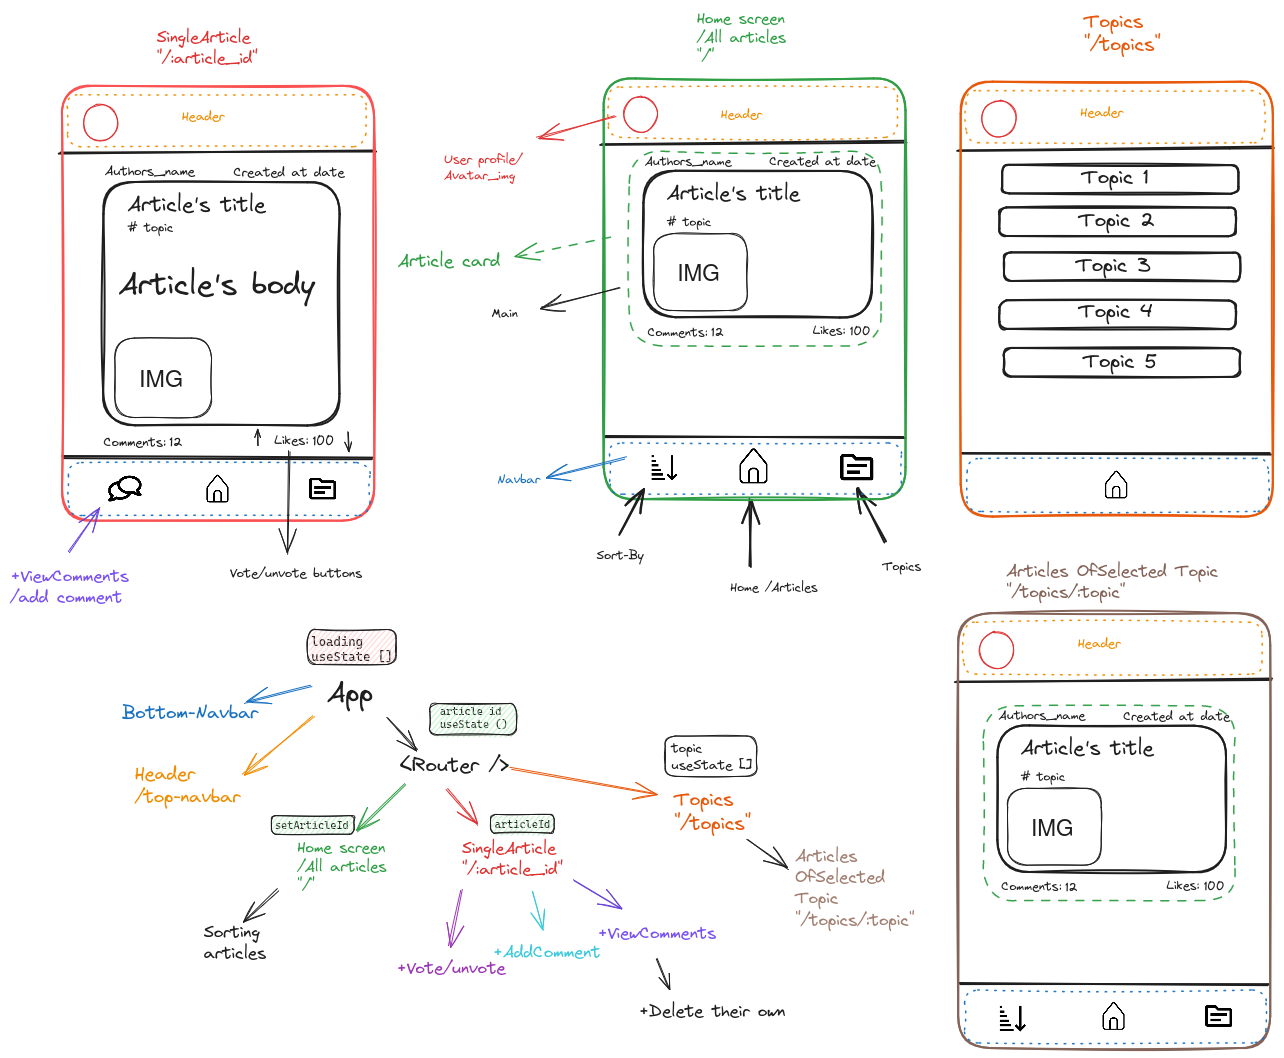 SingleArticle
"/:article_id"
Header
Authors_name
Created at date
Article's title
# topic
Article's body
IMG
Comments: 12
Likes: 100
+ViewComments
/add comment
Vote/unvote buttons
Home screen
/All articles
"/"
Header
User profile/
Avatar_img
Authors_name
Created at date
Article's title
# topic
IMG
Article card
Main
Comments: 12
Likes: 100
Navbar
Sort-By
Home /Articles
Topics
Topics
"/topics"
Header
Topic 1
Topic 2
Topic 3
Topic 4
Topic 5
Articles OfSelected Topic
"/topics/:topic"
Header
Authors_name
Created at date
Article's title
# topic
IMG
Comments: 12
Likes: 100
loading
useState []
App
Bottom-Navbar
Header
/top-navbar
article id
useState ()
<Router />
topic
useState []
setArticleId
Home screen
/All articles
"/"
articleId
SingleArticle
"/:article_id"
Topics
"/topics"
Articles
OfSelected
Topic
"/topics/:topic"
Sorting
articles
+Vote/unvote
+AddComment
+ViewComments
+Delete their own